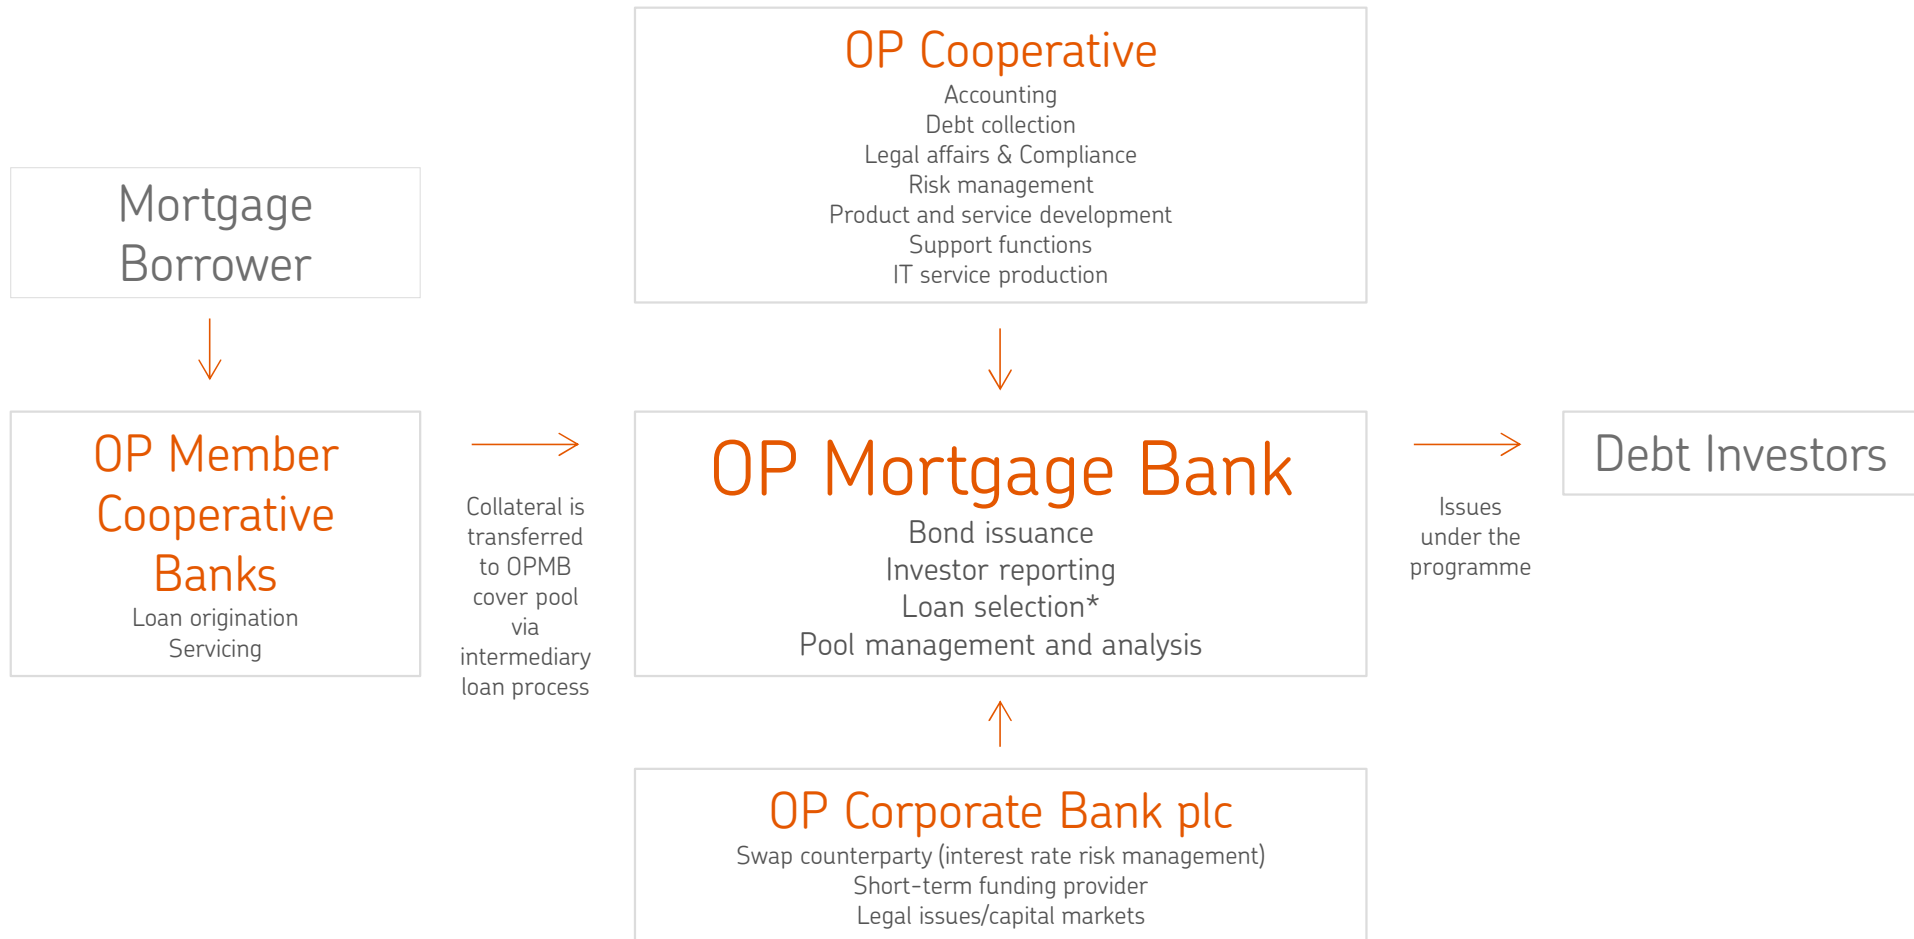 OP Cooperative
Accounting
Debt collection
Legal affairs & Compliance
Risk management
Product and service development
Support functions
IT service production
Mortgage
Borrower
OP Member
Cooperative
Banks
Loan origination
Servicing
Collateral is
transferred
to OPMB
cover pool
via
intermediary
loan process
OP Mortgage Bank
Bond issuance
Investor reporting
Loan selection*
Pool management and analysis
Issues
under the
programme
Debt Investors
OP Corporate Bank plc
Swap counterparty (interest rate risk management)
Short-term funding provider
Legal issues/capital markets